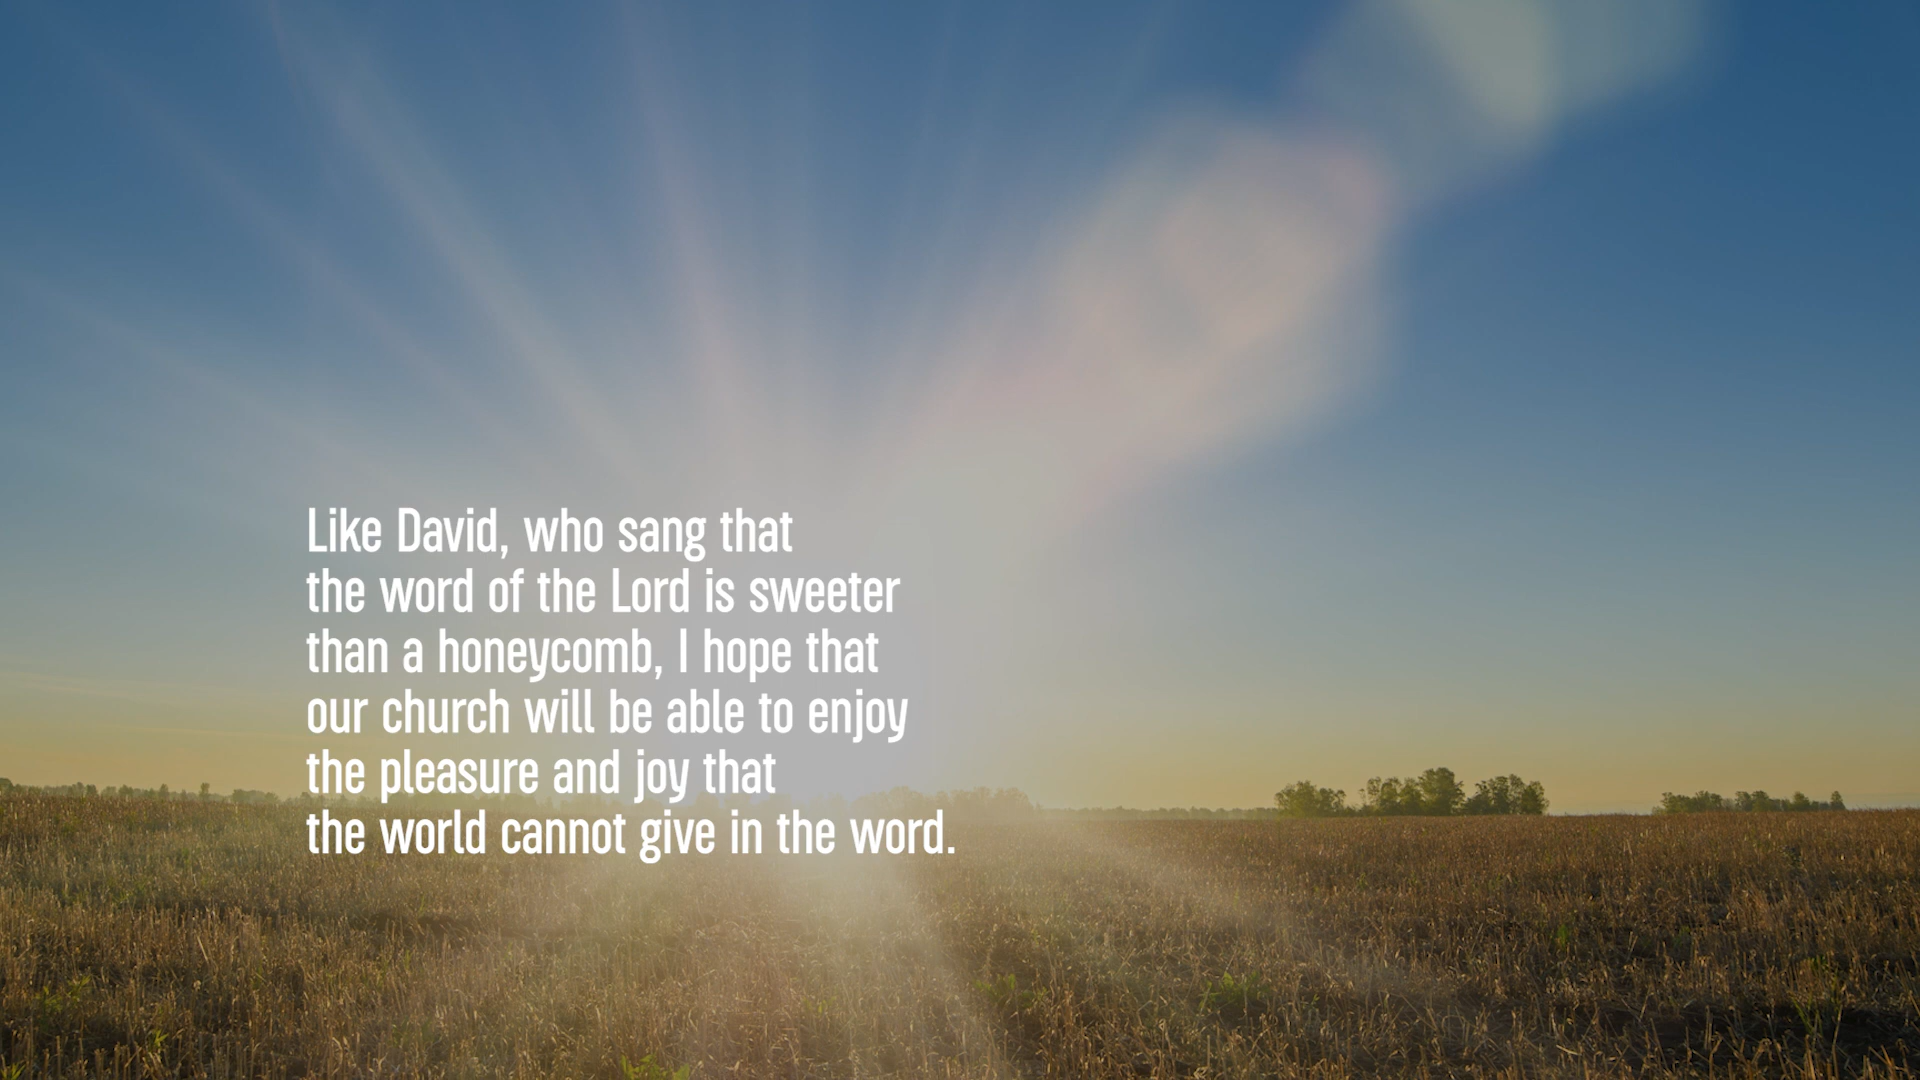 Like David, who sang that
the word of the Lord is sweeter
than a honeycomb, I hope that
our church will be able to enjoy
the pleasure and joy that
the world cannot give in the word.